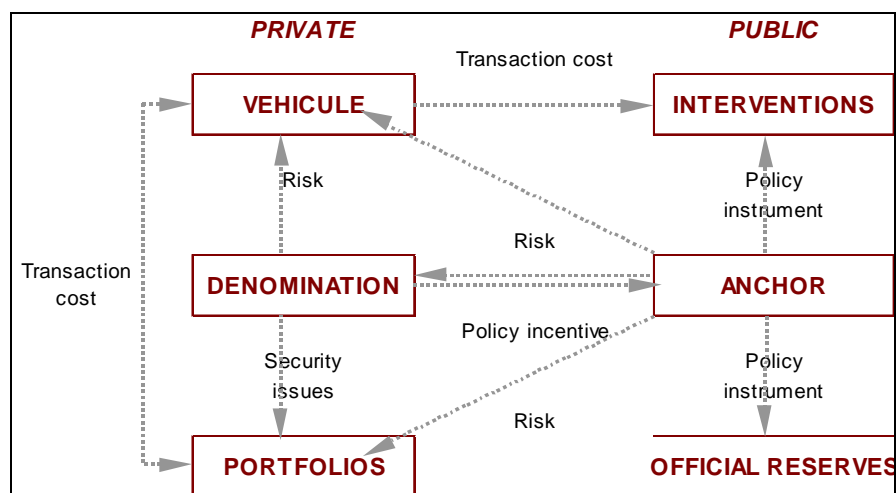 PRIVATE
PUBLIC
Transaction cost
VEHICULE
INTERVENTIONS
Risk
Policy
instrument
Risk
Transaction
cost
DENOMINATION
ANCHOR
Policy incentive
Security
issues
Policy
instrument
Risk
PORTFOLIOS
OFFICIAL RESERVES